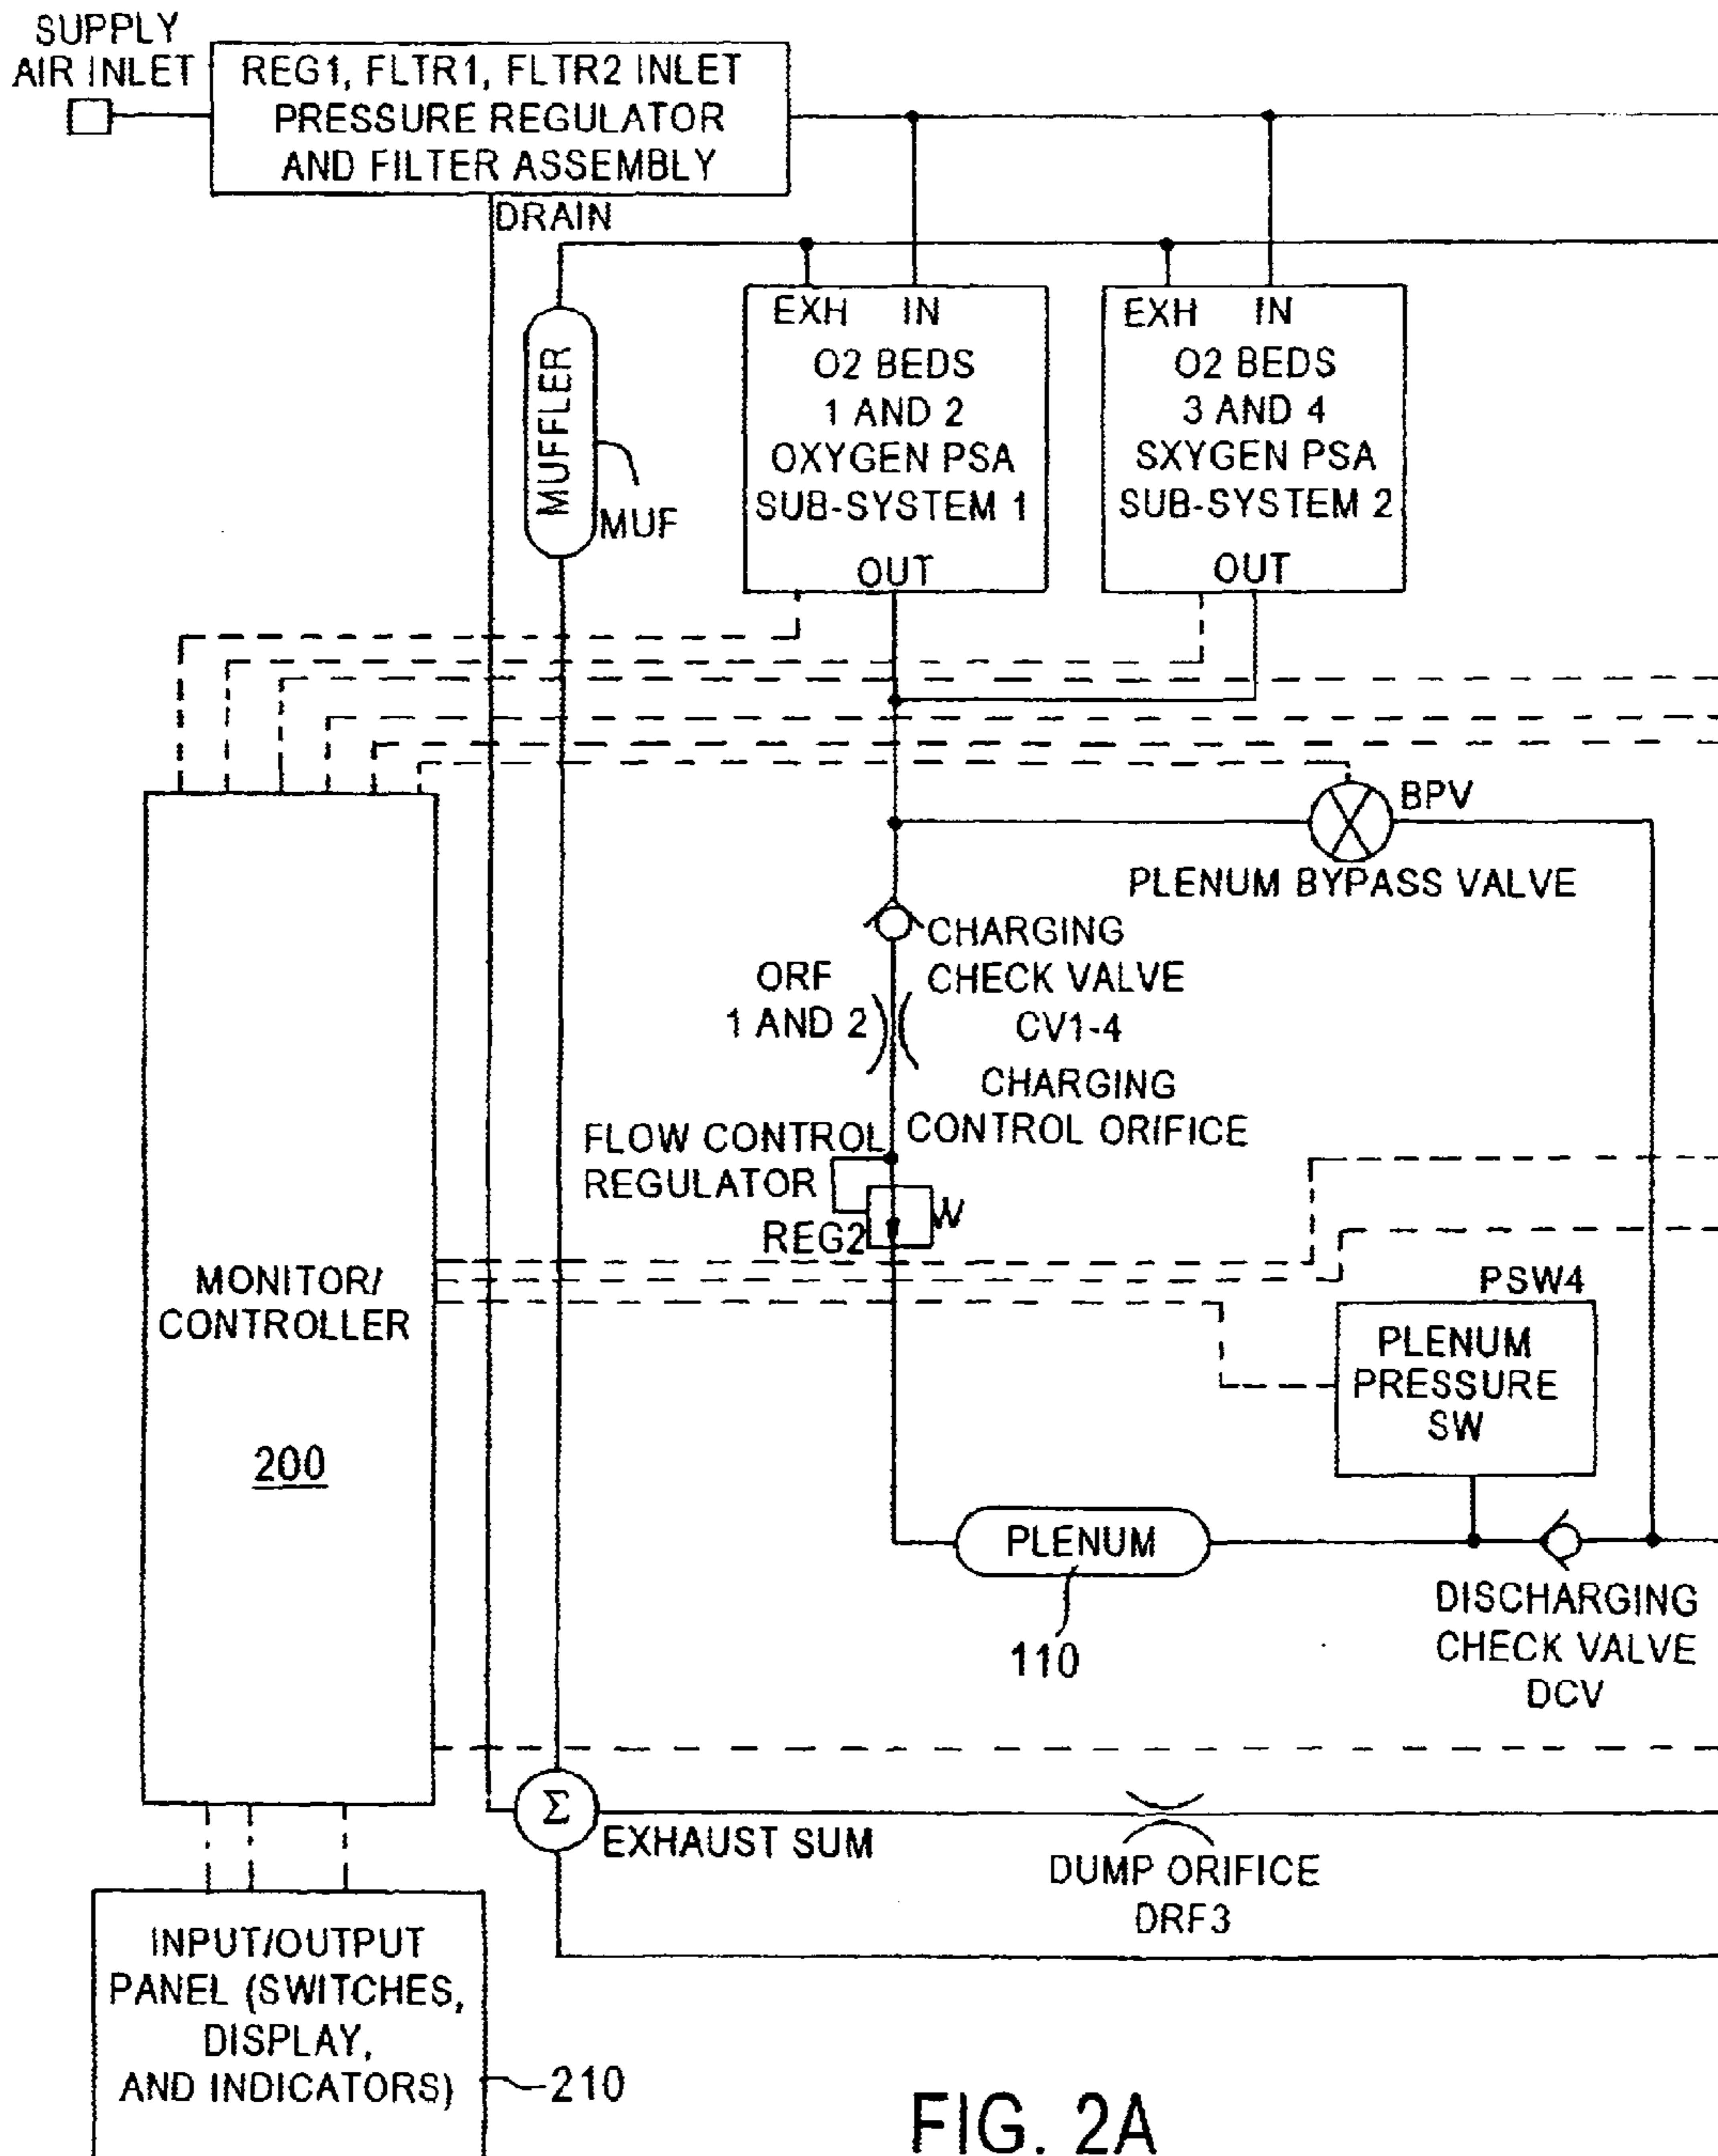 SUPPLY
AIR INLET
REG1, FLTR1, FLTR2 INLET
PRESSURE REGULATOR
AND FILTER ASSEMBLY
DRAIN
MUFFLER
MUF
EXH IN
O2 BEDS
1 AND 2
OXYGEN PSA
SUB-SYSTEM 1
OUT
EXH IN
O2 BEDS
3 AND 4
SXYGEN PSA
SUB-SYSTEM 2
OUT
BPV
PLENUM BYPASS VALVE
CHARGING
CHECK VALVE
CV1-4
ORF
1 AND 2
CHARGING
CONTROL ORIFICE
FLOW CONTROL
REGULATOR
REG2
W
MONITOR/
CONTROLLER
200
PSW4
PLENUM
PRESSURE
SW
PLENUM
110
DISCHARGING
CHECK VALVE
DCV
Σ
EXHAUST SUM
DUMP ORIFICE
DRF3
INPUT/OUTPUT
PANEL (SWITCHES,
DISPLAY,
AND INDICATORS)
210
FIG. 2A